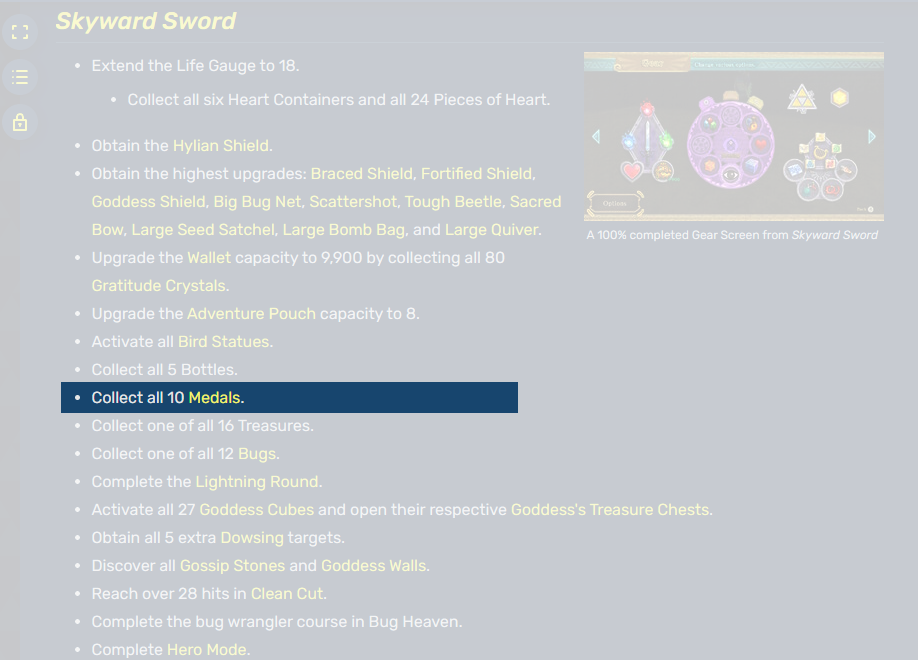 Skyward Sword
• Extend the Life Gauge to 18.
• Collect all six Heart Containers and all 24 Pieces of Heart.
• Obtain the Hylian Shield.
• Obtain the highest upgrades: Braced Shield, Fortified Shield,
Goddess Shield, Big Bug Net, Scattershot, Tough Beetle, Sacred
Bow, Large Seed Satchel, Large Bomb Bag, and Large Quiver.
• Upgrade the Wallet capacity to 9,900 by collecting all 80
Gratitude Crystals.
• Upgrade the Adventure Pouch capacity to 8.
• Activate all Bird Statues.
• Collect all 5 Bottles.
• Collect all 10 Medals.
• Collect one of all 16 Treasures.
• Collect one of all 12 Bugs.
• Complete the Lightning Round.
• Activate all 27 Goddess Cubes and open their respective Goddess's Treasure Chests.
• Obtain all 5 extra Dowsing targets.
• Discover all Gossip Stones and Goddess Walls.
• Reach over 28 hits in Clean Cut.
• Complete the bug wrangler course in Bug Heaven.
• Complete Hero Mode.
Gear
Options
A 100% completed Gear Screen from Skyward Sword